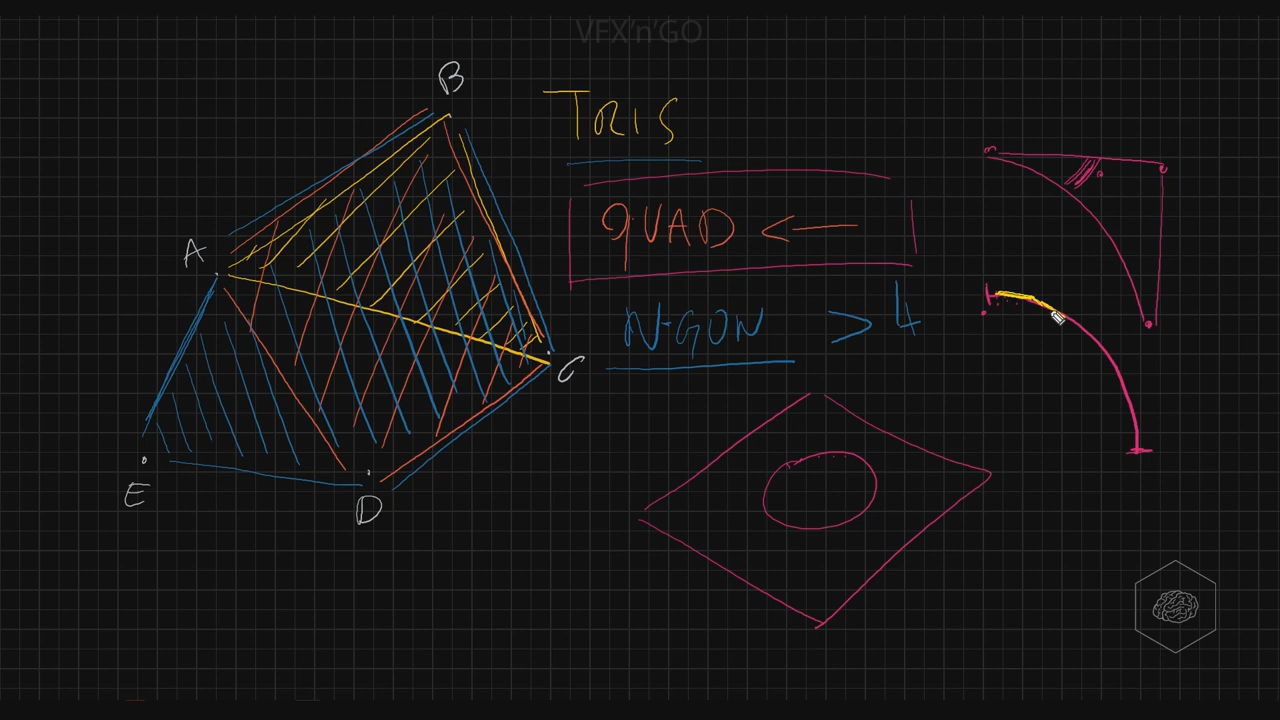 VFX'n'GO
B
TRIS
A
QUAD <—
N-GON > 4
C
E
D